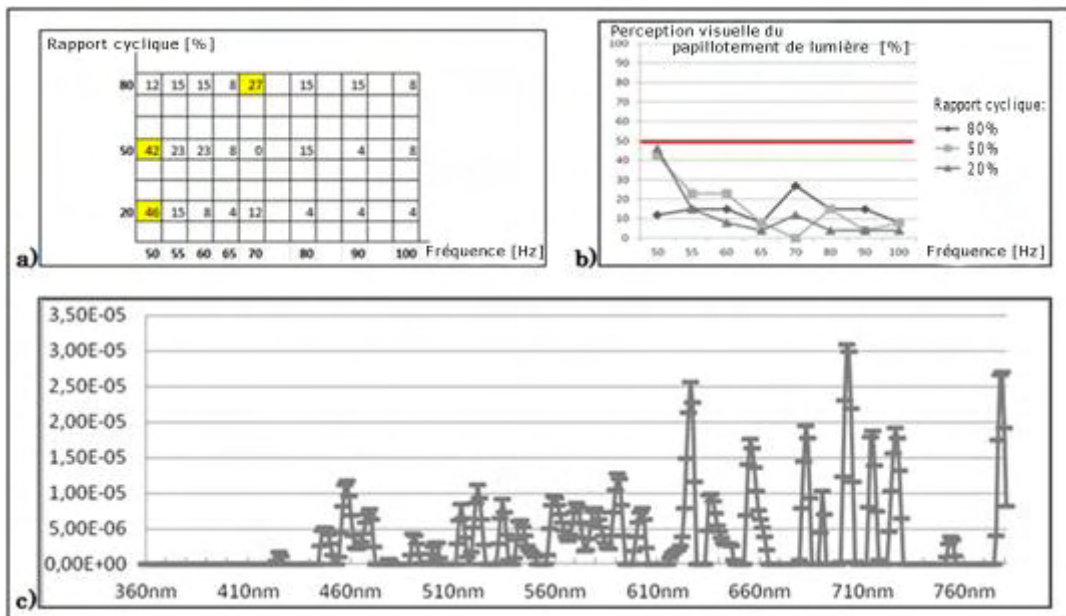 Rapport cyclique [%]
80 12 15 15 8 27 15 15 8
50 42 23 23 8 0 15 4 8
20 46 15 8 4 12 4 4 4
50 55 60 65 70 80 90 100
Fréquence [Hz]
a)
Perception visuelle du
papillotement de lumière [%]
100
90
80
70
60
50
40
30
20
10
0
50 55 60 65 70 80 90 100
Fréquence [Hz]
Rapport cyclique:
80%
50%
20%
b)
3,50E-05
3,00E-05
2,50E-05
2,00E-05
1,50E-05
1,00E-05
5,00E-06
0,00E+00
360nm 410nm 460nm 510nm 560nm 610nm 660nm 710nm 760nm
c)